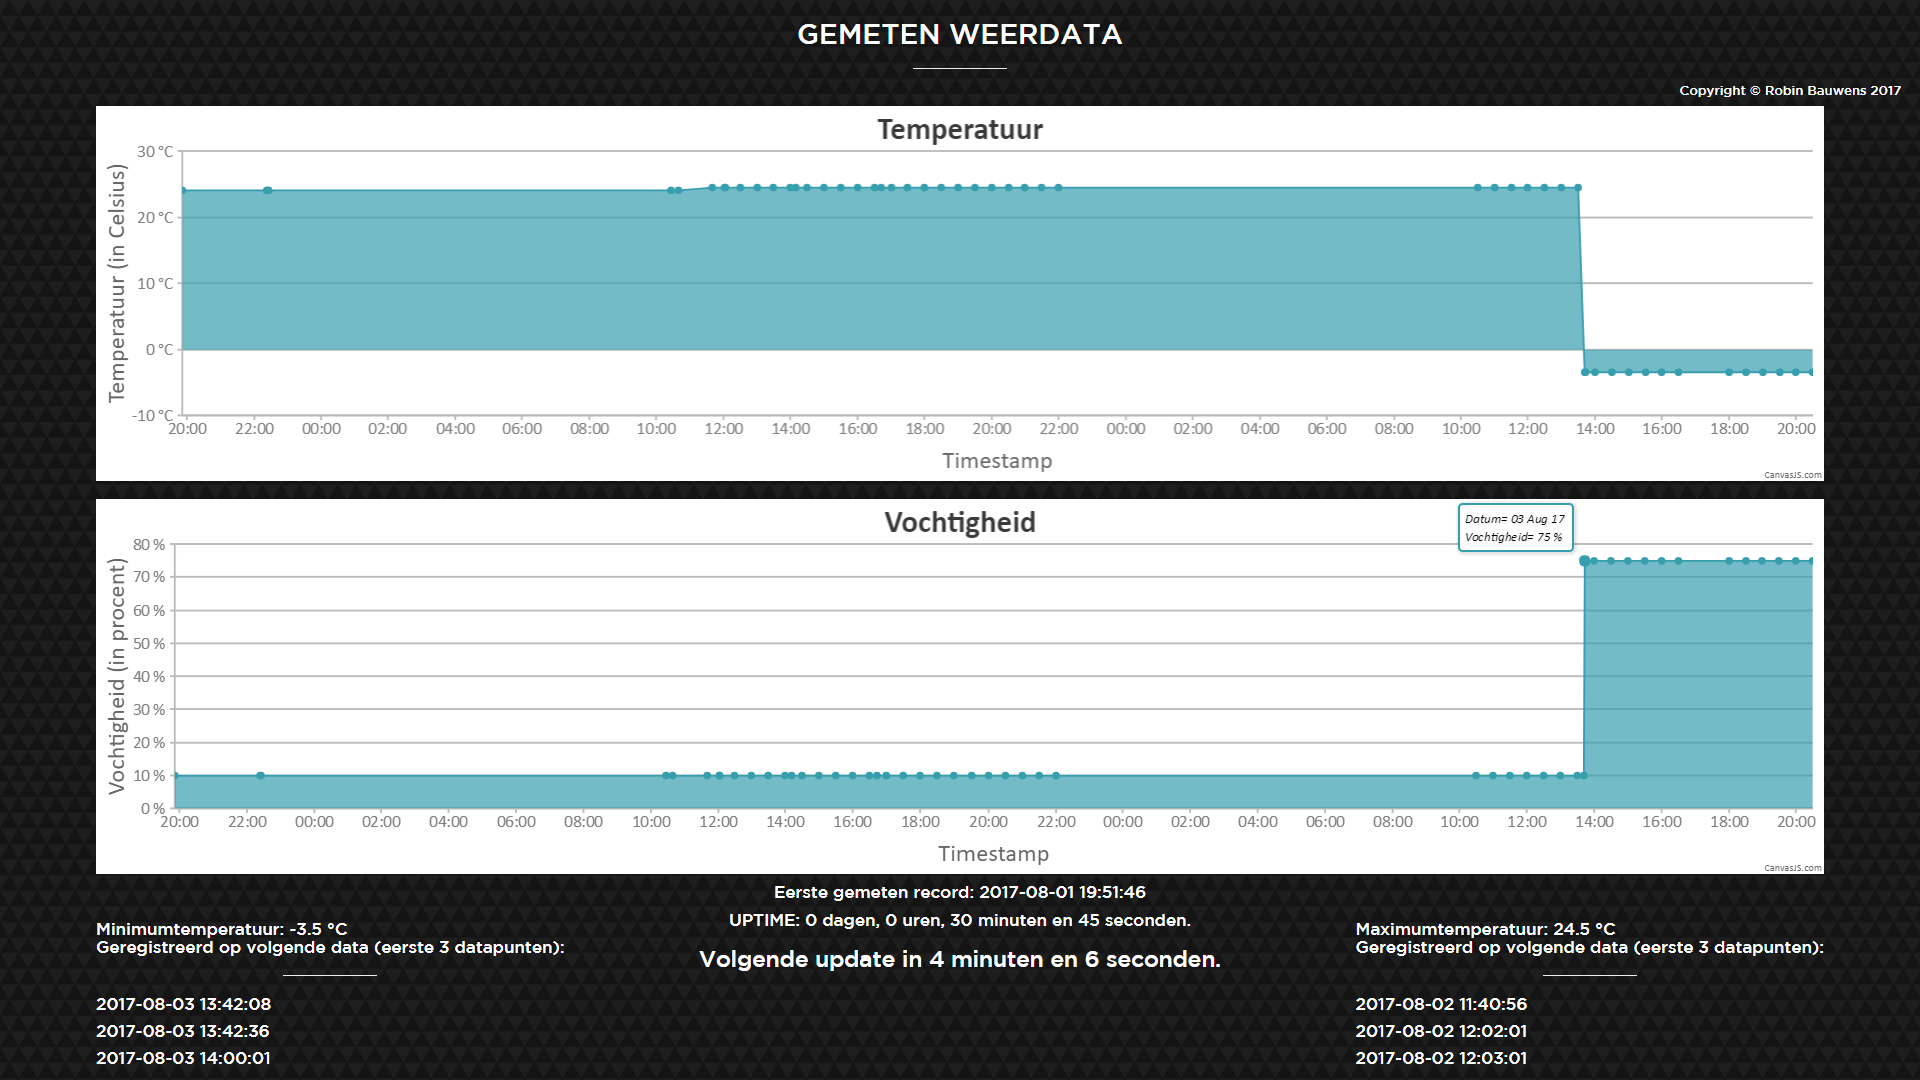 GEMETEN WEERDATA
Copyright © Robin Bauwens 2017
Temperatuur
Temperatuur (in Celsius)
30 °C
20 °C
10 °C
0 °C
-10 °C
20:00 22:00 00:00 02:00 04:00 06:00 08:00 10:00 12:00 14:00 16:00 18:00 20:00 22:00 00:00 02:00 04:00 06:00 08:00 10:00 12:00 14:00 16:00 18:00 20:00
Timestamp
CanvasJS.com
Vochtigheid
Datum= 03 Aug 17
Vochtigheid= 75 %
Vochtigheid (in procent)
80 %
70 %
60 %
50 %
40 %
30 %
20 %
10 %
0 %
20:00 22:00 00:00 02:00 04:00 06:00 08:00 10:00 12:00 14:00 16:00 18:00 20:00 22:00 00:00 02:00 04:00 06:00 08:00 10:00 12:00 14:00 16:00 18:00 20:00
Timestamp
CanvasJS.com
Eerste gemeten record: 2017-08-01 19:51:46
UPTIME: 0 dagen, 0 uren, 30 minuten en 45 seconden.
Volgende update in 4 minuten en 6 seconden.
Minimumtemperatuur: -3.5 °C
Geregistreerd op volgende data (eerste 3 datapunten):
2017-08-03 13:42:08
2017-08-03 13:42:36
2017-08-03 14:00:01
Maximumtemperatuur: 24.5 °C
Geregistreerd op volgende data (eerste 3 datapunten):
2017-08-02 11:40:56
2017-08-02 12:02:01
2017-08-02 12:03:01